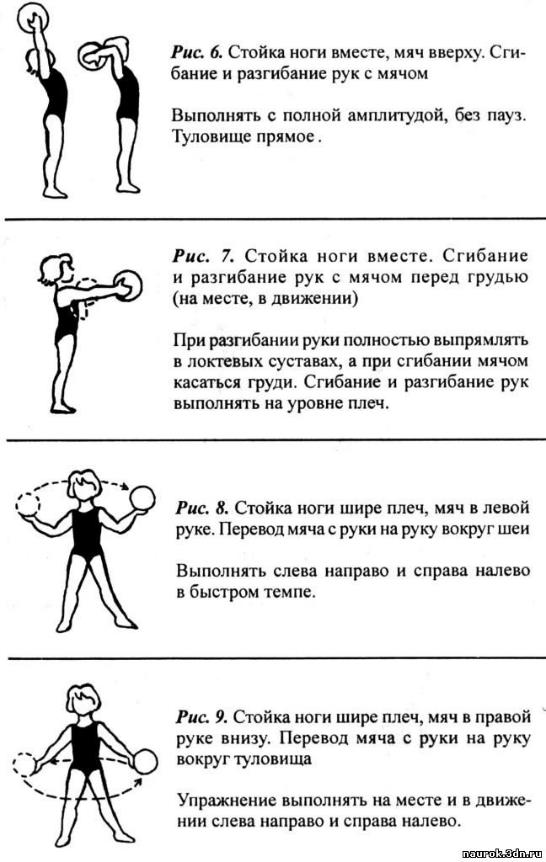 Рис. 6. Стойка ноги вместе, мяч вверху. Сги-
бание и разгибание рук с мячом
Выполнять с полной амплитудой, без пауз.
Туловище прямое .
Рис. 7. Стойка ноги вместе. Сгибание
и разгибание рук с мячом перед грудью
(на месте, в движении)
При разгибании руки полностью выпрямлять
в локтевых суставах, а при сгибании мячом
касаться груди. Сгибание и разгибание рук
выполнять на уровне плеч.
Рис. 8. Стойка ноги шире плеч, мяч в левой
руке. Перевод мяча с руки на руку вокруг шеи
Выполнять слева направо и справа налево
в быстром темпе.
Рис. 9. Стойка ноги шире плеч, мяч в правой
руке внизу. Перевод мяча с руки на руку
вокруг туловища
Упражнение выполнять на месте и в движе-
нии слева направо и справа налево.
naurok.3dn.ru